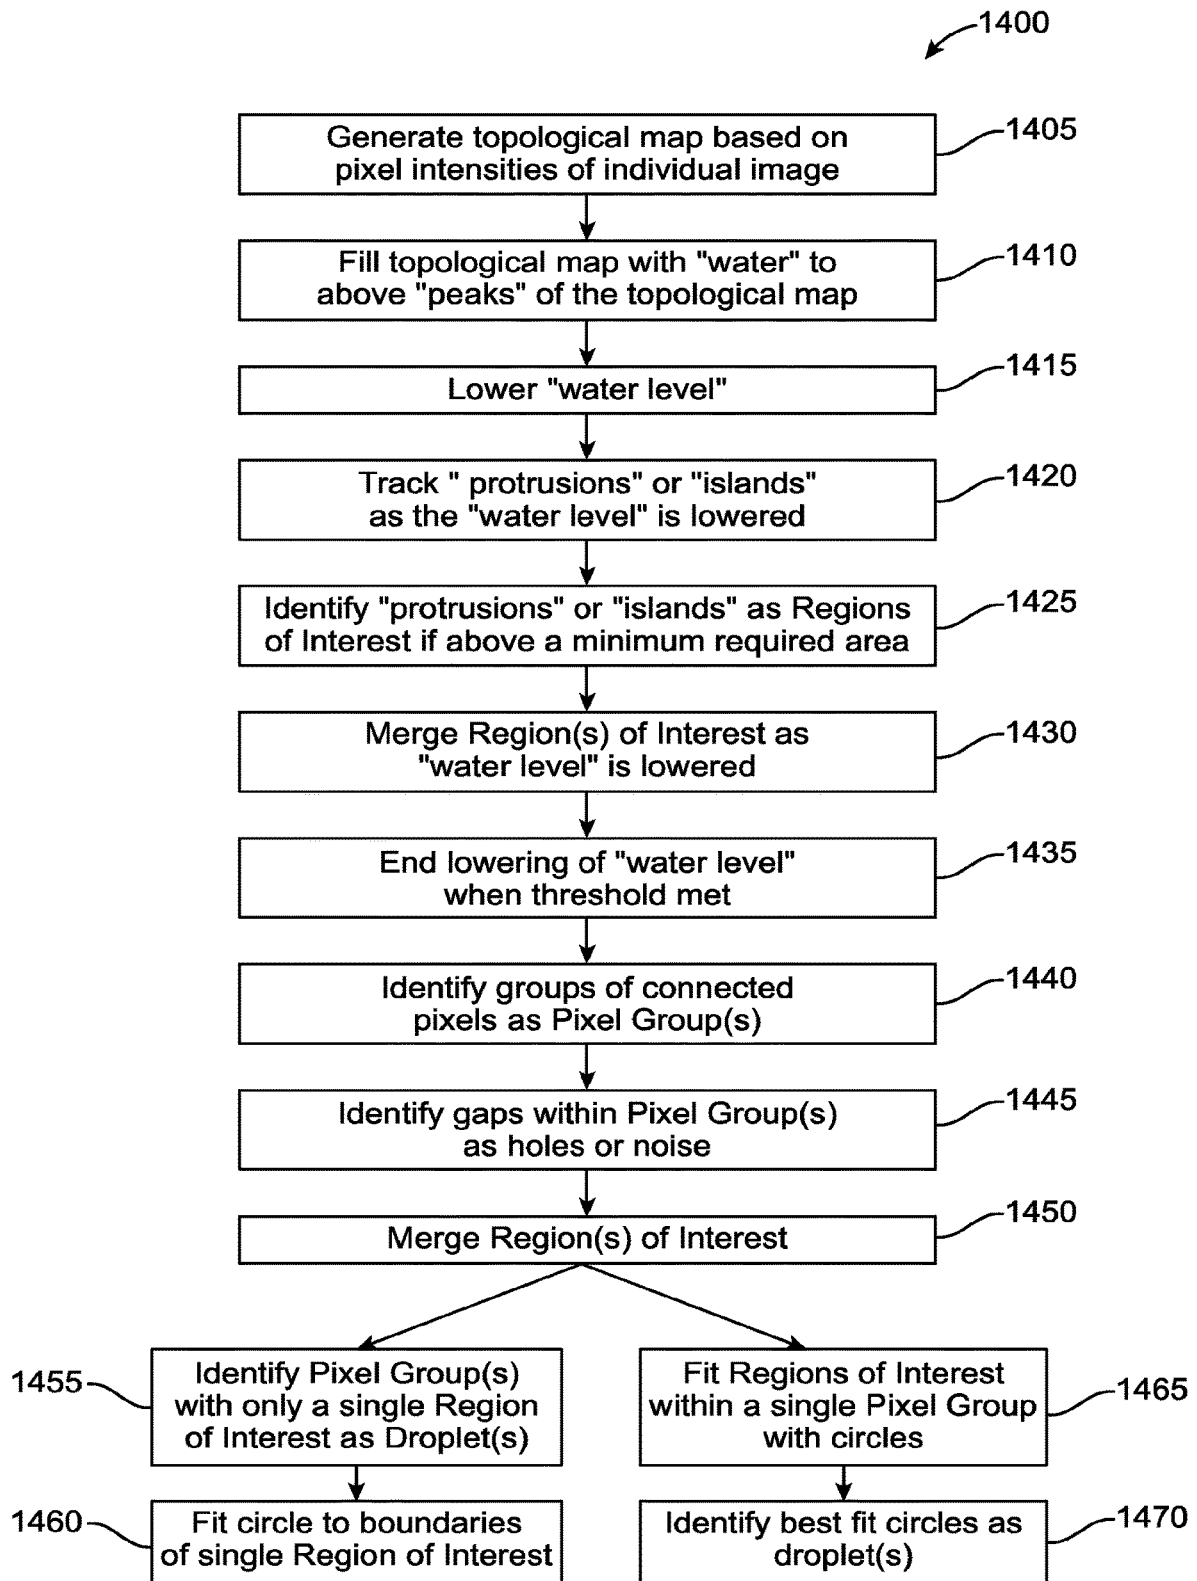 1400
Generate topological map based on
pixel intensities of individual image
1405
Fill topological map with "water" to
above "peaks" of the topological map
1410
Lower "water level"
1415
Track " protrusions" or "islands"
as the "water level" is lowered
1420
Identify "protrusions" or "islands" as Regions
of Interest if above a minimum required area
1425
Merge Region(s) of Interest as
"water level" is lowered
1430
End lowering of "water level"
when threshold met
1435
Identify groups of connected
pixels as Pixel Group(s)
1440
Identify gaps within Pixel Group(s)
as holes or noise
1445
Merge Region(s) of Interest
1450
1455
Identify Pixel Group(s)
with only a single Region
of Interest as Droplet(s)
Fit Regions of Interest
within a single Pixel Group
with circles
1465
1460
Fit circle to boundaries
of single Region of Interest
Identify best fit circles as
droplet(s)
1470